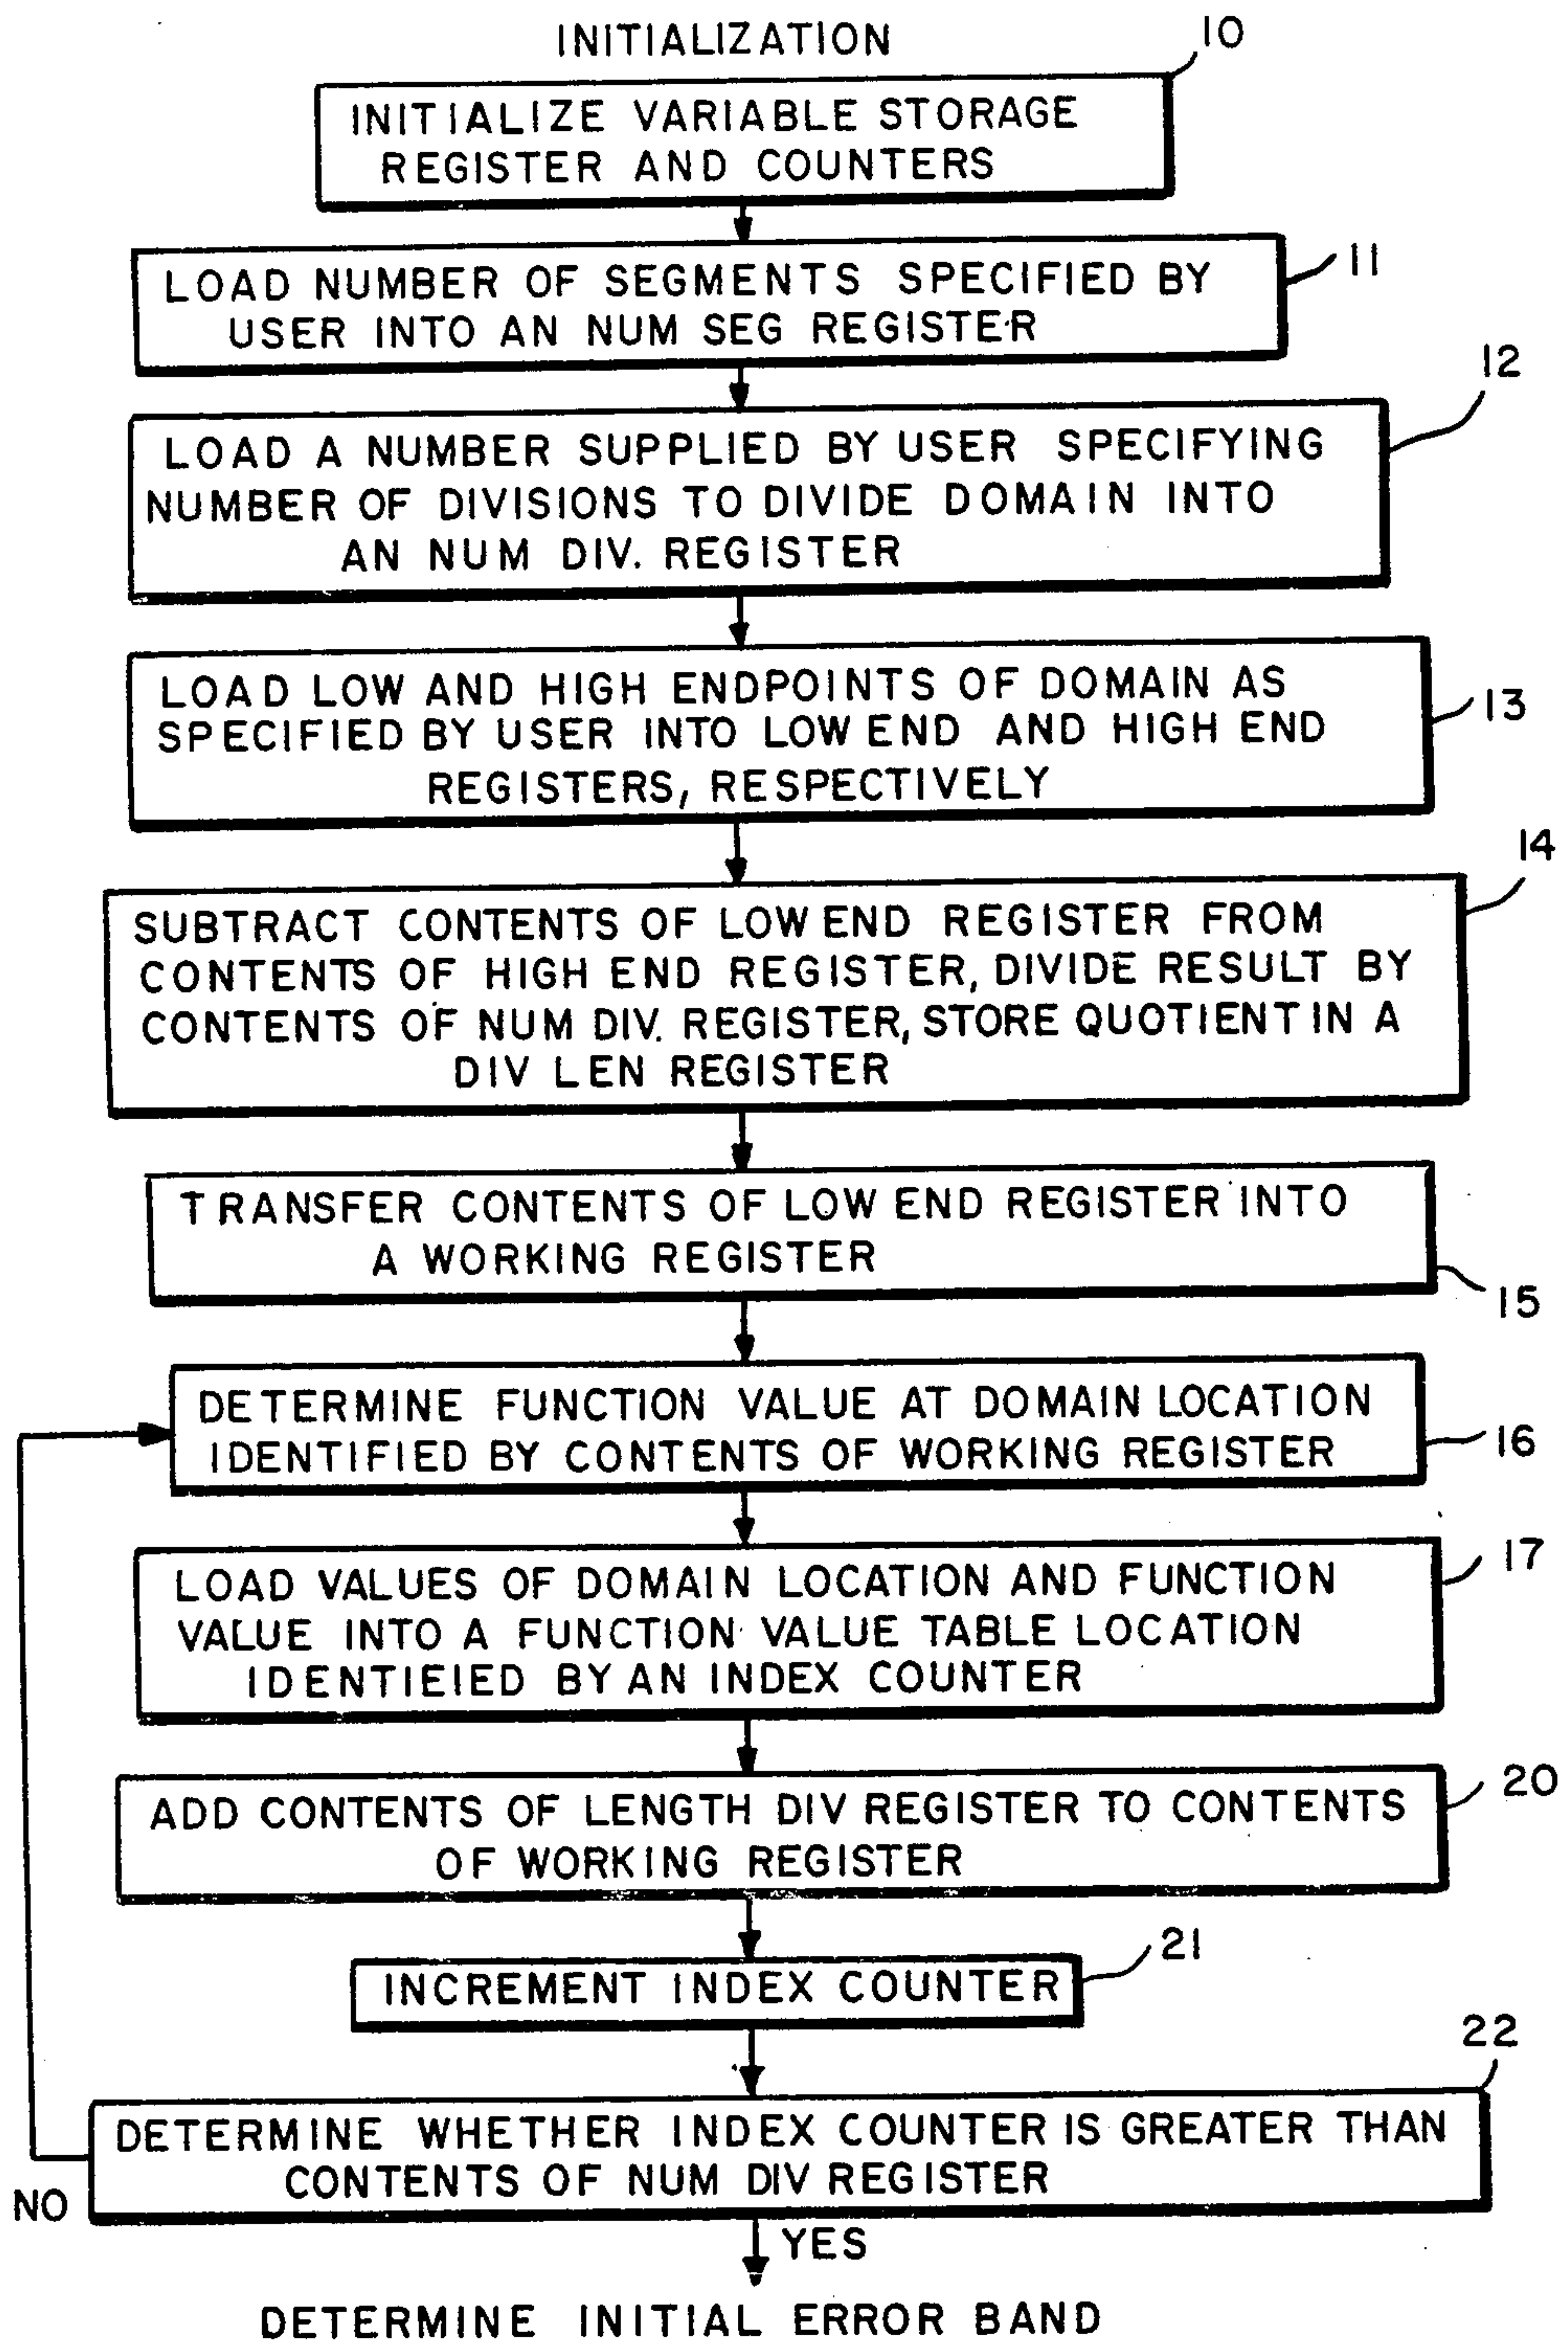 INITIALIZATION
10
INITIALIZE VARIABLE STORAGE
REGISTER AND COUNTERS
11
LOAD NUMBER OF SEGMENTS SPECIFIED BY
USER INTO AN NUM SEG REGISTER
12
LOAD A NUMBER SUPPLIED BY USER SPECIFYING
NUMBER OF DIVISIONS TO DIVIDE DOMAIN INTO
AN NUM DIV. REGISTER
LOAD LOW AND HIGH ENDPOINTS OF DOMAIN AS
13
SPECIFIED BY USER INTO LOW END AND HIGH END
REGISTERS, RESPECTIVELY
14
SUBTRACT CONTENTS OF LOW END REGISTER FROM
CONTENTS OF HIGH END REGISTER, DIVIDE RESULT BY
CONTENTS OF NUM DIV. REGISTER, STORE QUOTIENT IN A
DIV LEN REGISTER
TRANSFER CONTENTS OF LOW END REGISTER INTO
A WORKING REGISTER
15
DETERMINE FUNCTION VALUE AT DOMAIN LOCATION
IDENTIFIED BY CONTENTS OF WORKING REGISTER
16
17
LOAD VALUES OF DOMAIN LOCATION AND FUNCTION
VALUE INTO A FUNCTION VALUE TABLE LOCATION
IDENTIEIED BY AN INDEX COUNTER
20
ADD CONTENTS OF LENGTH DIV REGISTER TO CONTENTS
OF WORKING REGISTER
21
INCREMENT INDEX COUNTER
22
DETERMINE WHETHER INDEX COUNTER IS GREATER THAN
CONTENTS OF NUM DIV REGISTER
NO
YES
DETERMINE INITIAL ERROR BAND